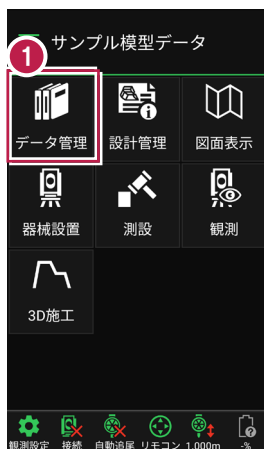 サンプル模型データ
1
データ管理 設計管理 図面表示
器械設置 測設 観測
3D施工
観測設定 接続 自動追尾 リモコン 1.000m -%